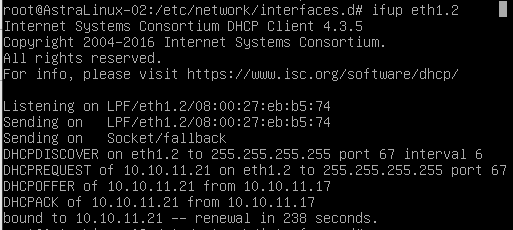 root@AstraLinux-02:/etc/network/interfaces.d# ifup eth1.2
Internet Systems Consortium DHCP Client 4.3.5
Copyright 2004-2016 Internet Systems Consortium.
All rights reserved.
For info, please visit https://www.isc.org/software/dhcp/
Listening on LPF/eth1.2/08:00:27:eb:b5:74
Sending on   LPF/eth1.2/08:00:27:eb:b5:74
Sending on   Socket/fallback
DHCPDISCOVER on eth1.2 to 255.255.255.255 port 67 interval 6
DHCPREQUEST of 10.10.11.21 on eth1.2 to 255.255.255.255 port 67
DHCPOFFER of 10.10.11.21 from 10.10.11.17
DHCPACK of 10.10.11.21 from 10.10.11.17
bound to 10.10.11.21 -- renewal in 238 seconds.